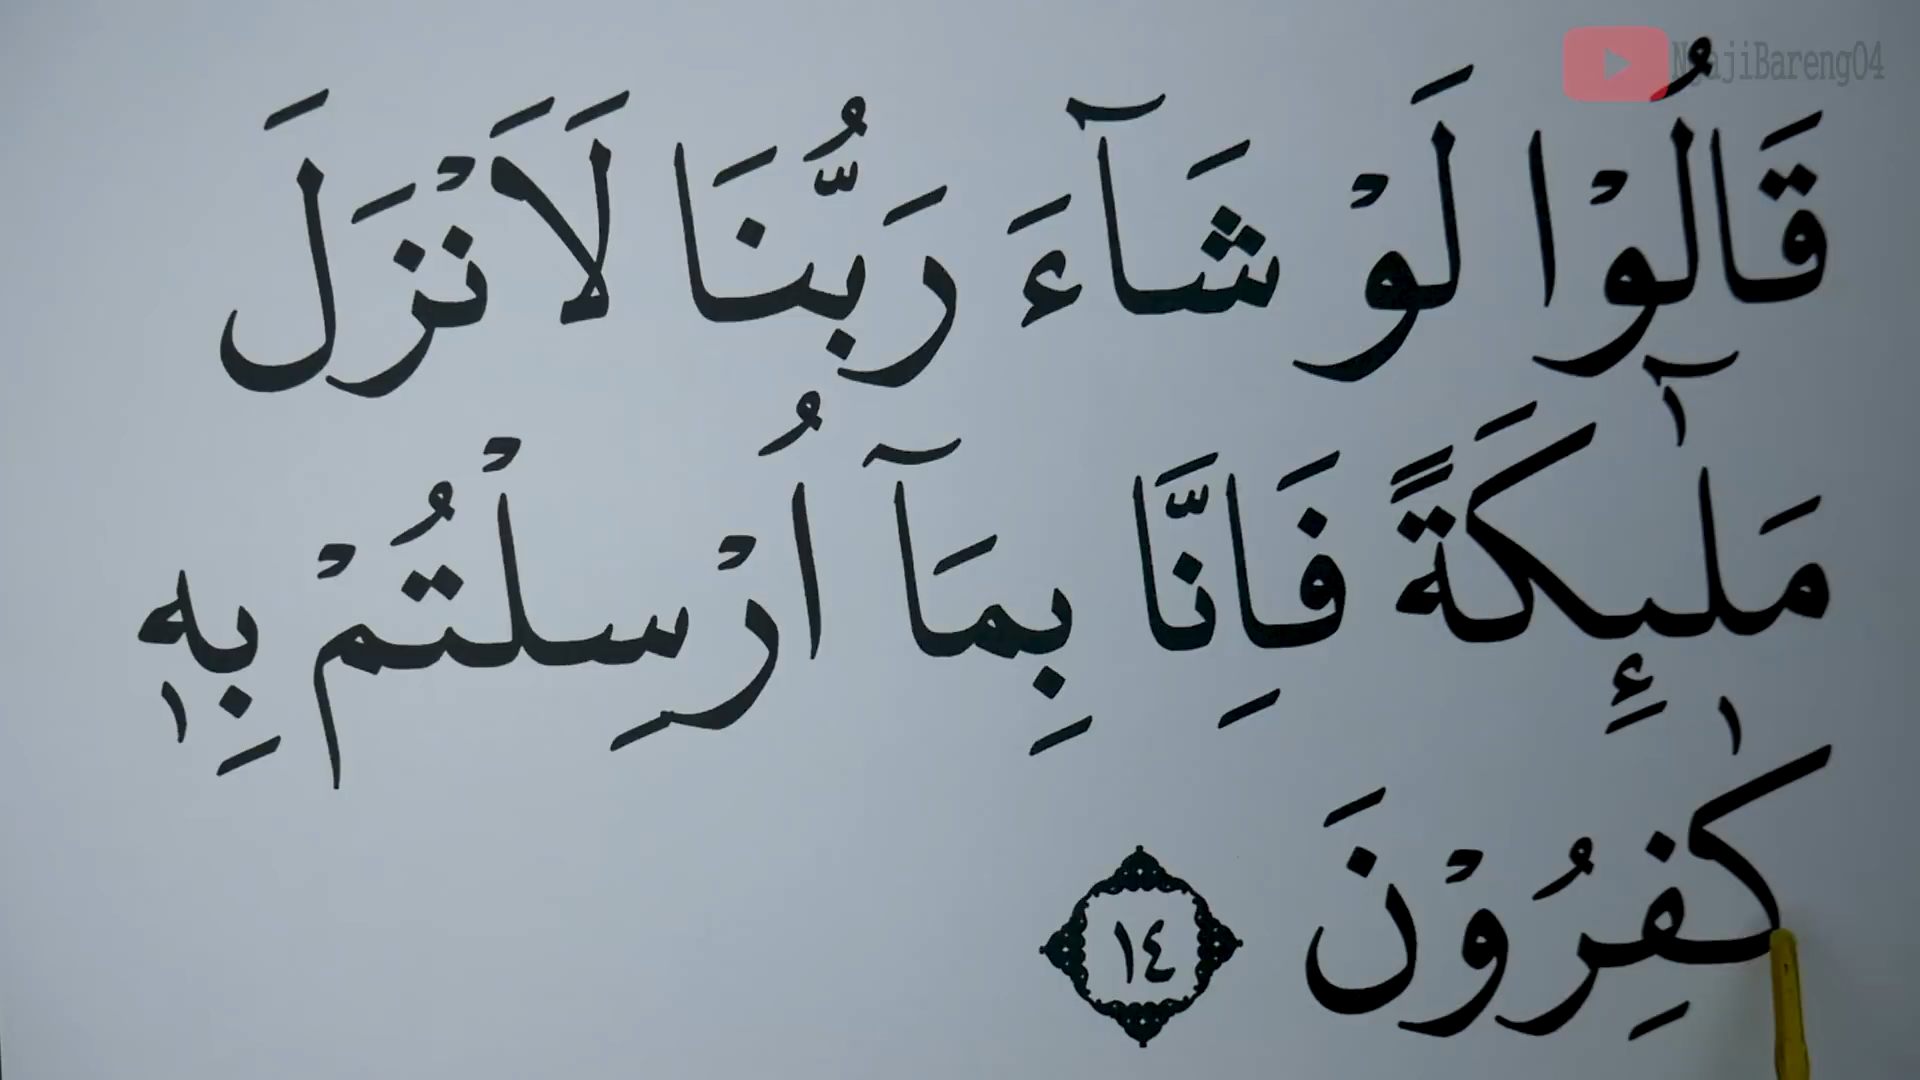 NgajiBareng04
قَالُوْا لَوْ شَآءَ رَبُّنَا لَاَنْزَلَ
مَلٰۤىِٕكَةً فَاِنَّا بِمَآ اُرْسِلْتُمْ بِهٖ
كٰفِرُوْنَ ١٤